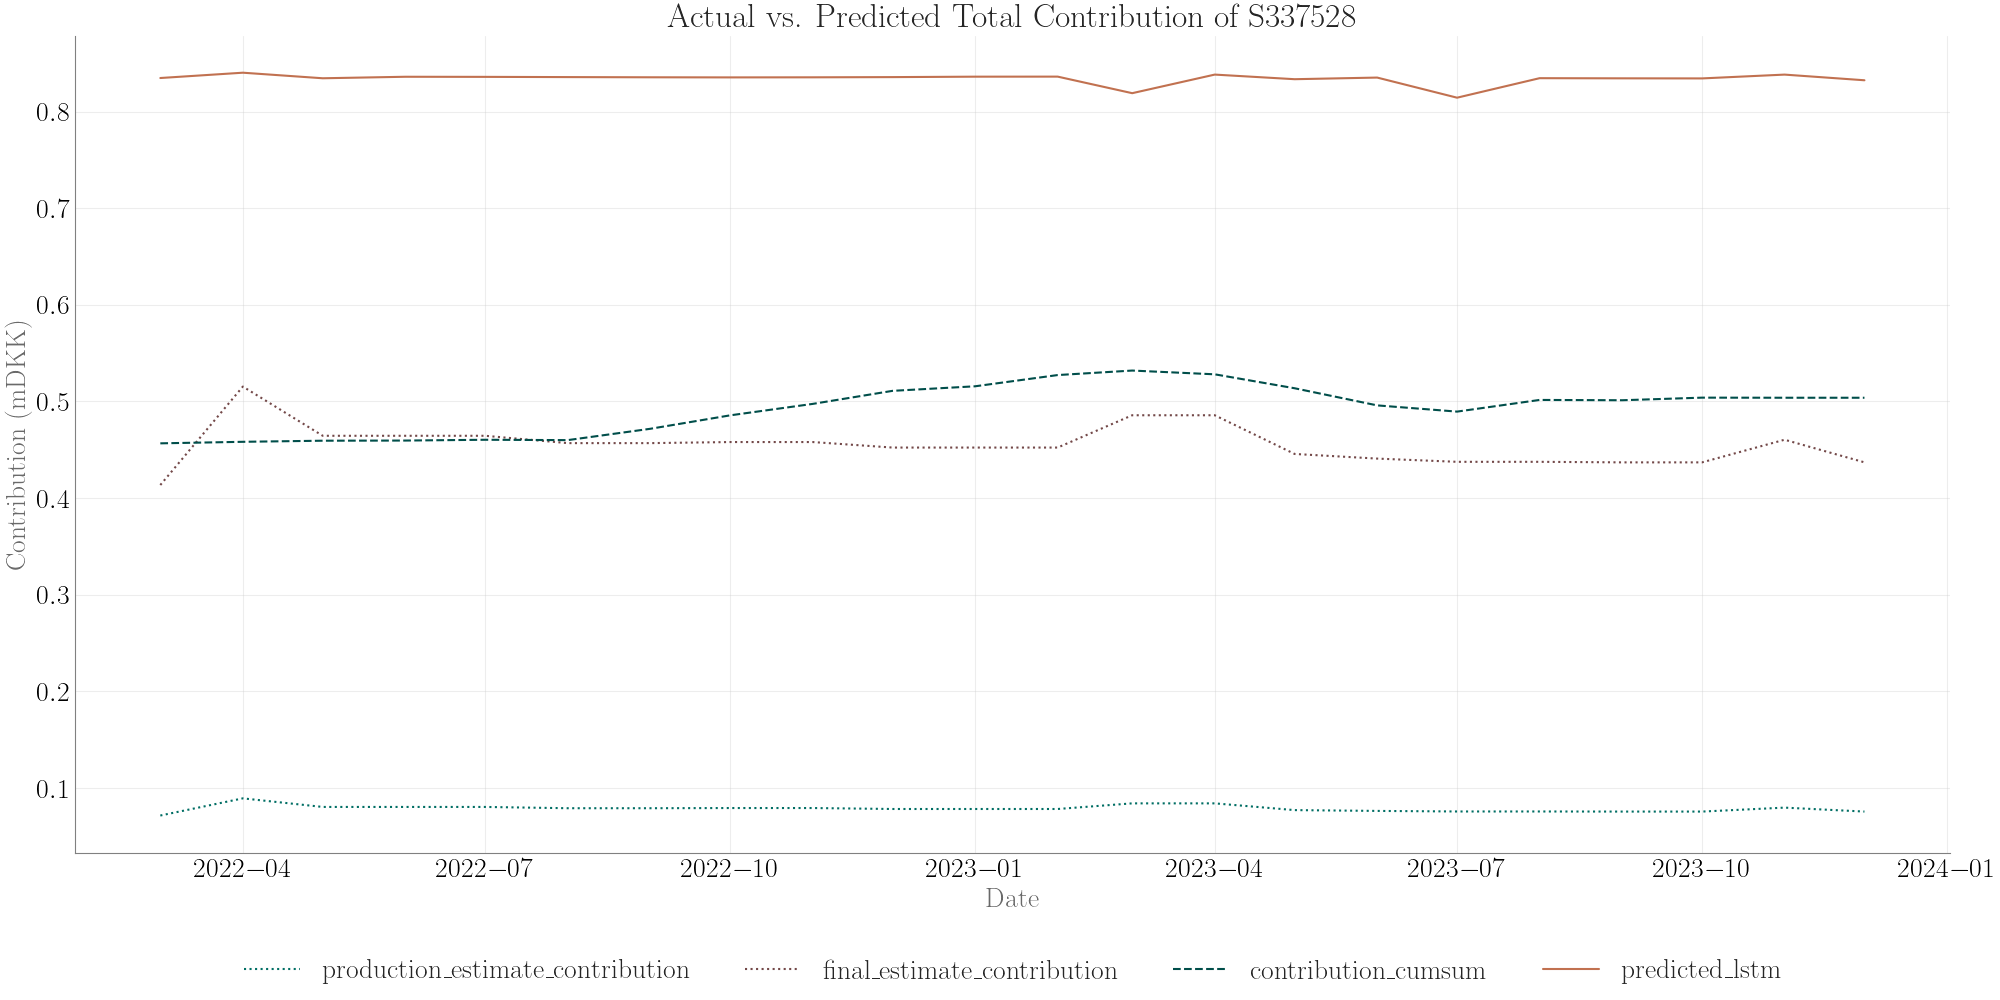 Actual vs. Predicted Total Contribution of S337528
Contribution (mDKK)
0.8
0.7
0.6
0.5
0.4
0.3
0.2
0.1
2022–04 2022–07 2022–10 2023–01 2023–04 2023–07 2023–10 2024–01
Date
production_estimate_contribution final_estimate_contribution contribution_cumsum predicted_lstm